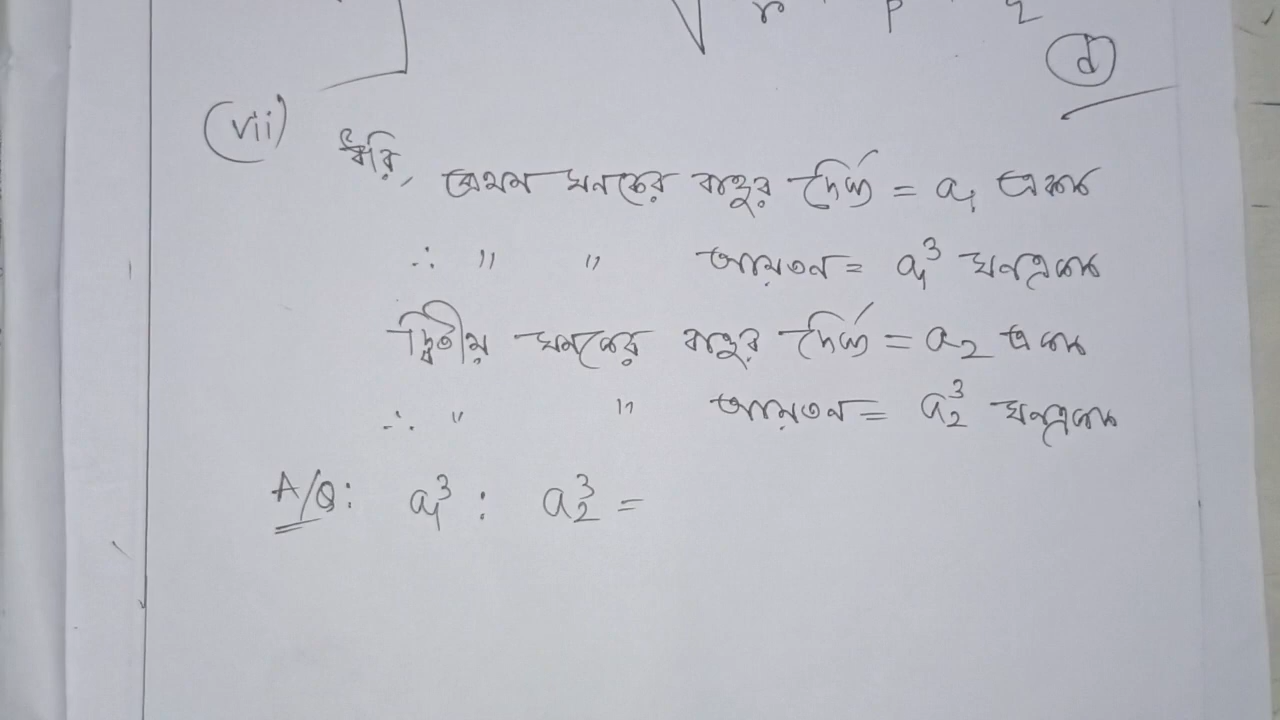 r p q
(d)
(vii) ধরি, প্রথম ঘনকের বাহুর দৈর্ঘ্য = a₁ একক
∴ " " আয়তন = a₁³ ঘনএকক
দ্বিতীয় ঘনকের বাহুর দৈর্ঘ্য = a₂ একক
∴ " " আয়তন = a₂³ ঘনএকক
A/Q: a₁³ : a₂³ =